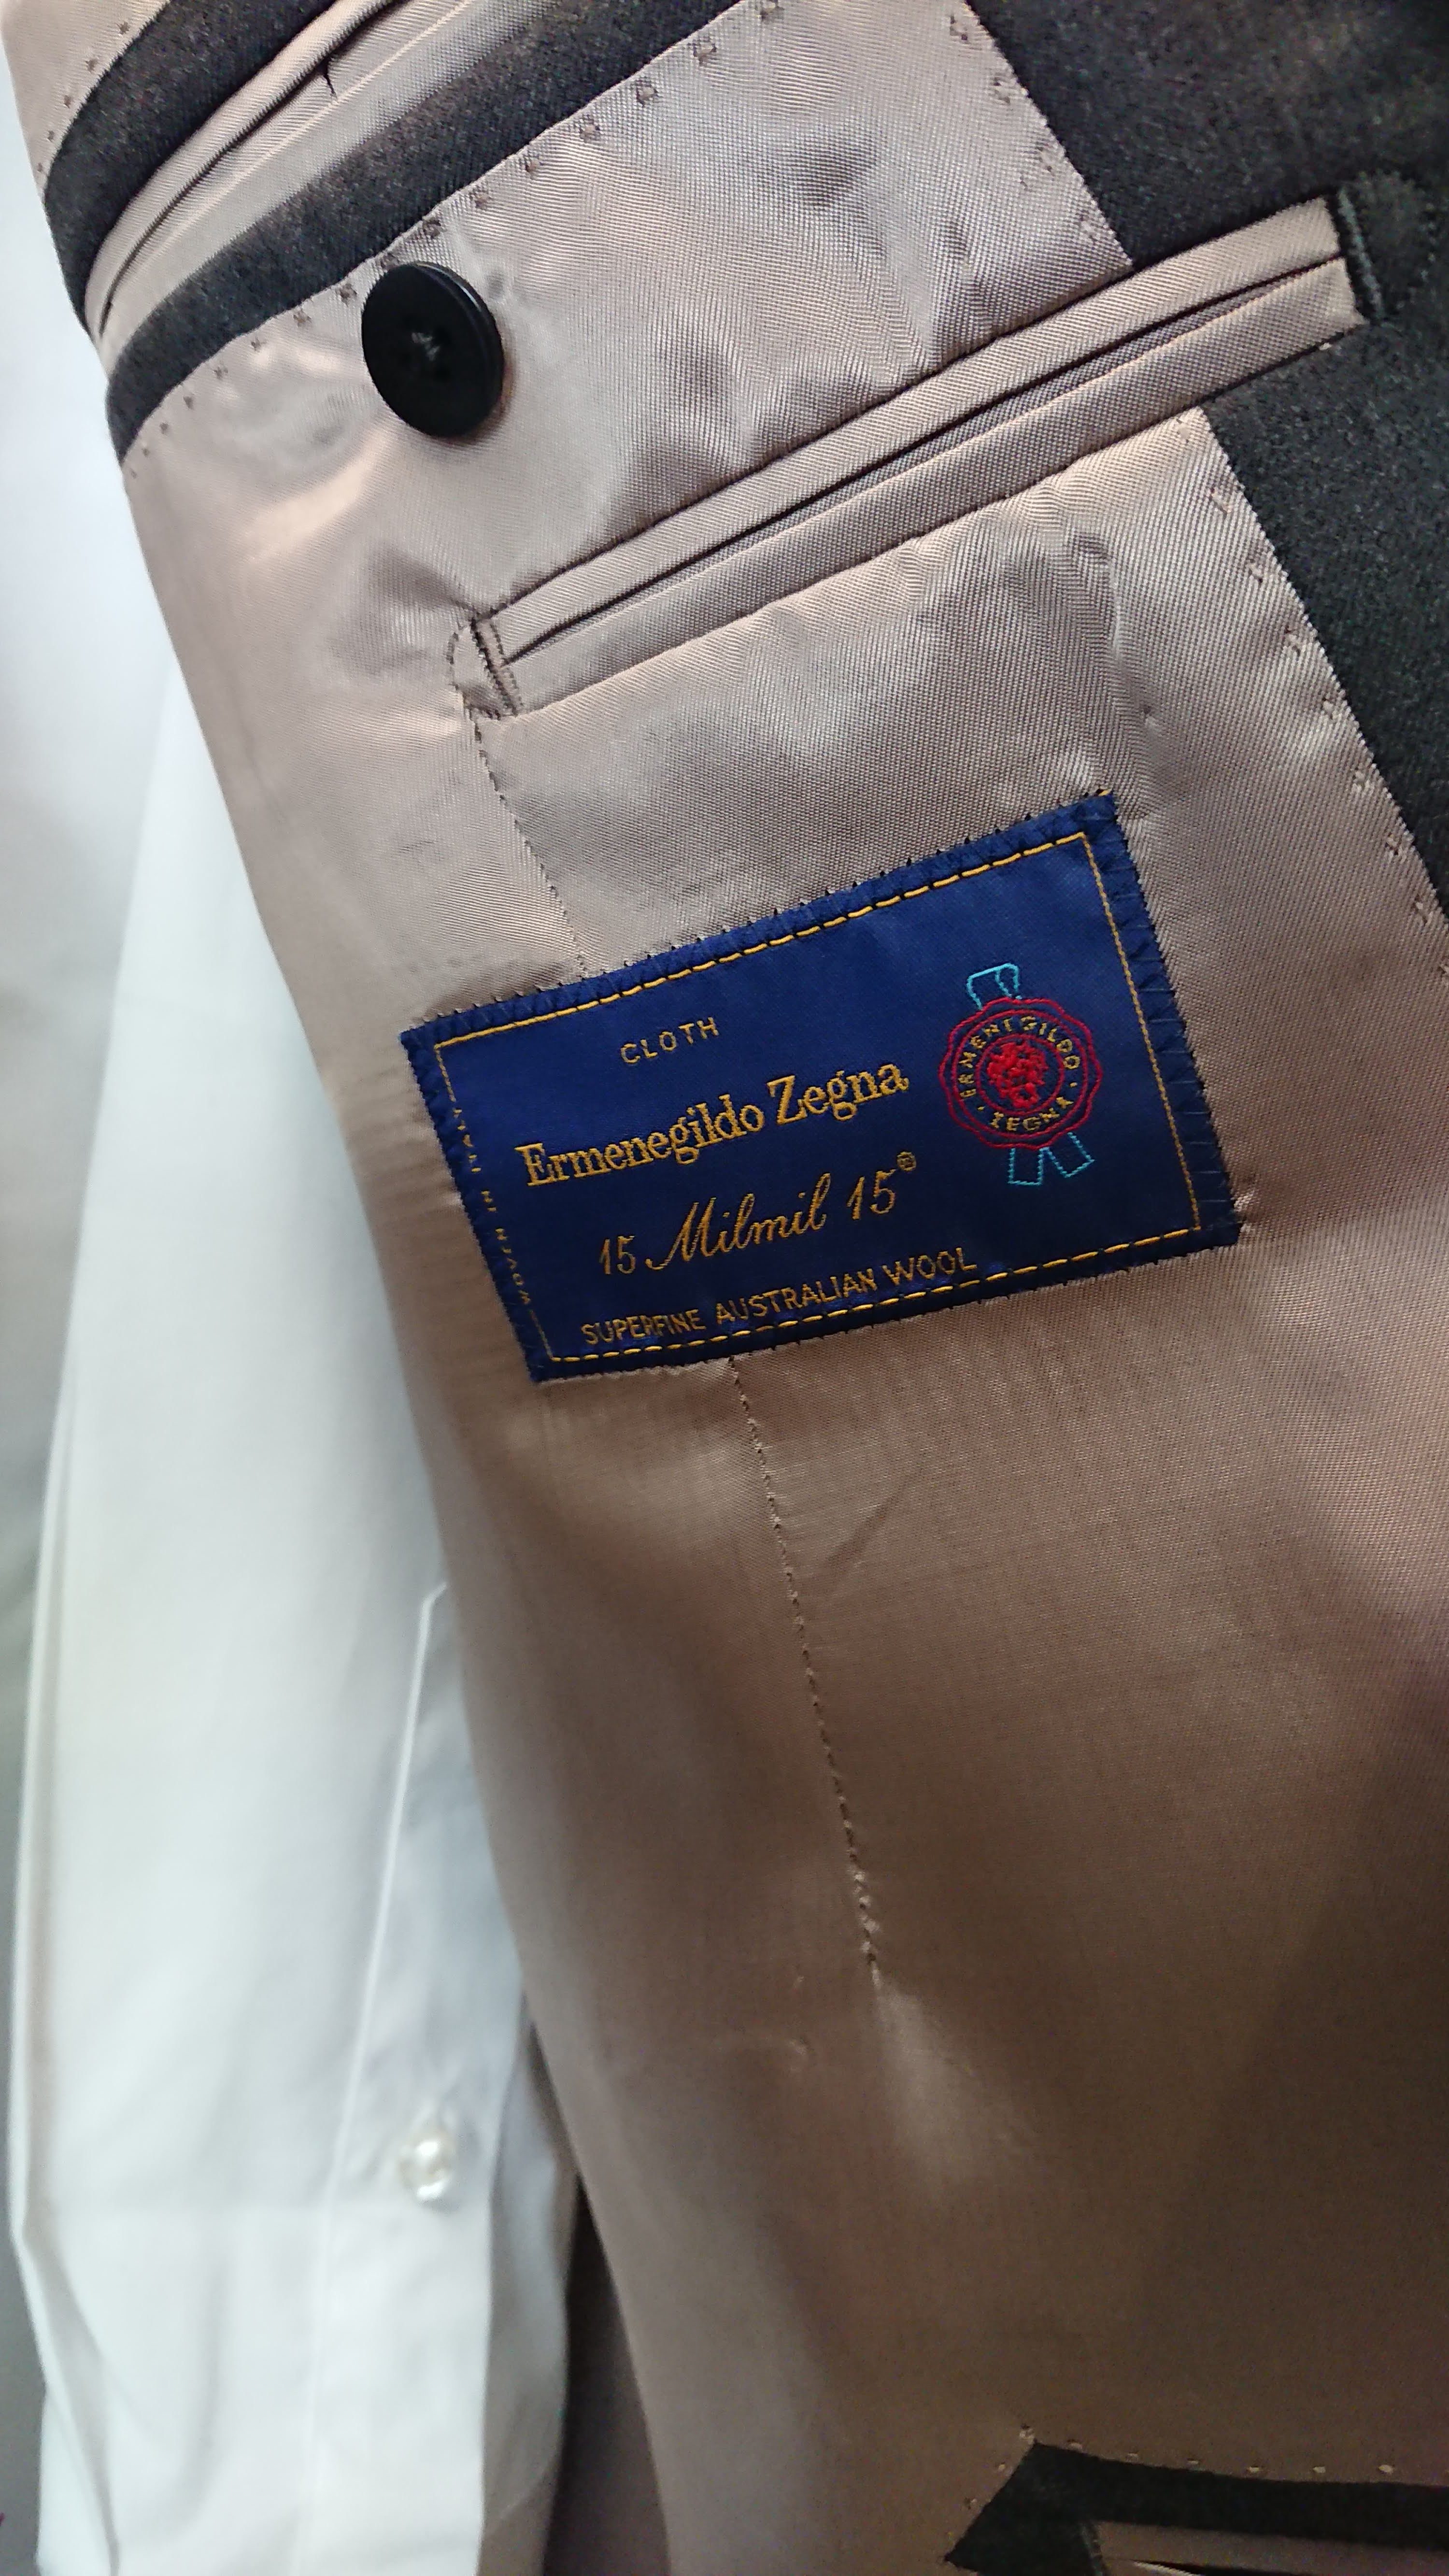 CLOTH
Ermenegildo Zegna
15 Milmil 15®
SUPERFINE AUSTRALIAN WOOL
ERMENEGILDO
ZEGNA
WOVEN IN ITALY